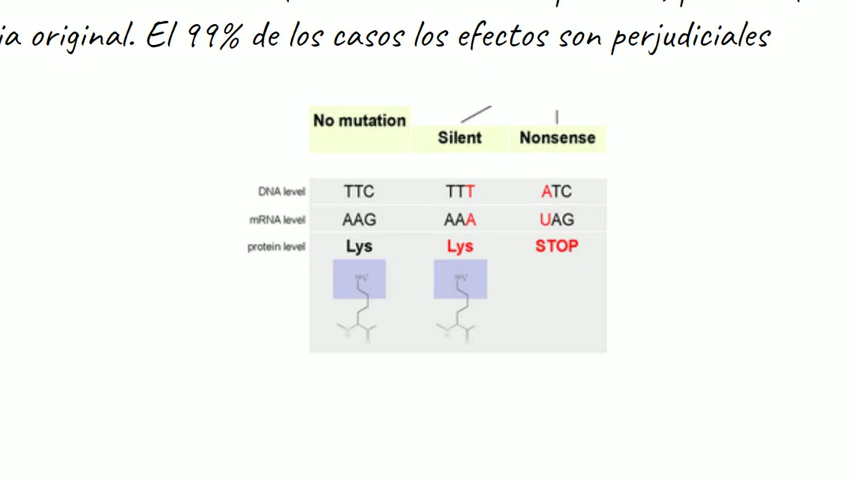 ia original. El 99% de los casos los efectos son perjudiciales
No mutation
Silent Nonsense
DNA level TTC TTT ATC
mRNA level AAG AAA UAG
protein level Lys Lys STOP